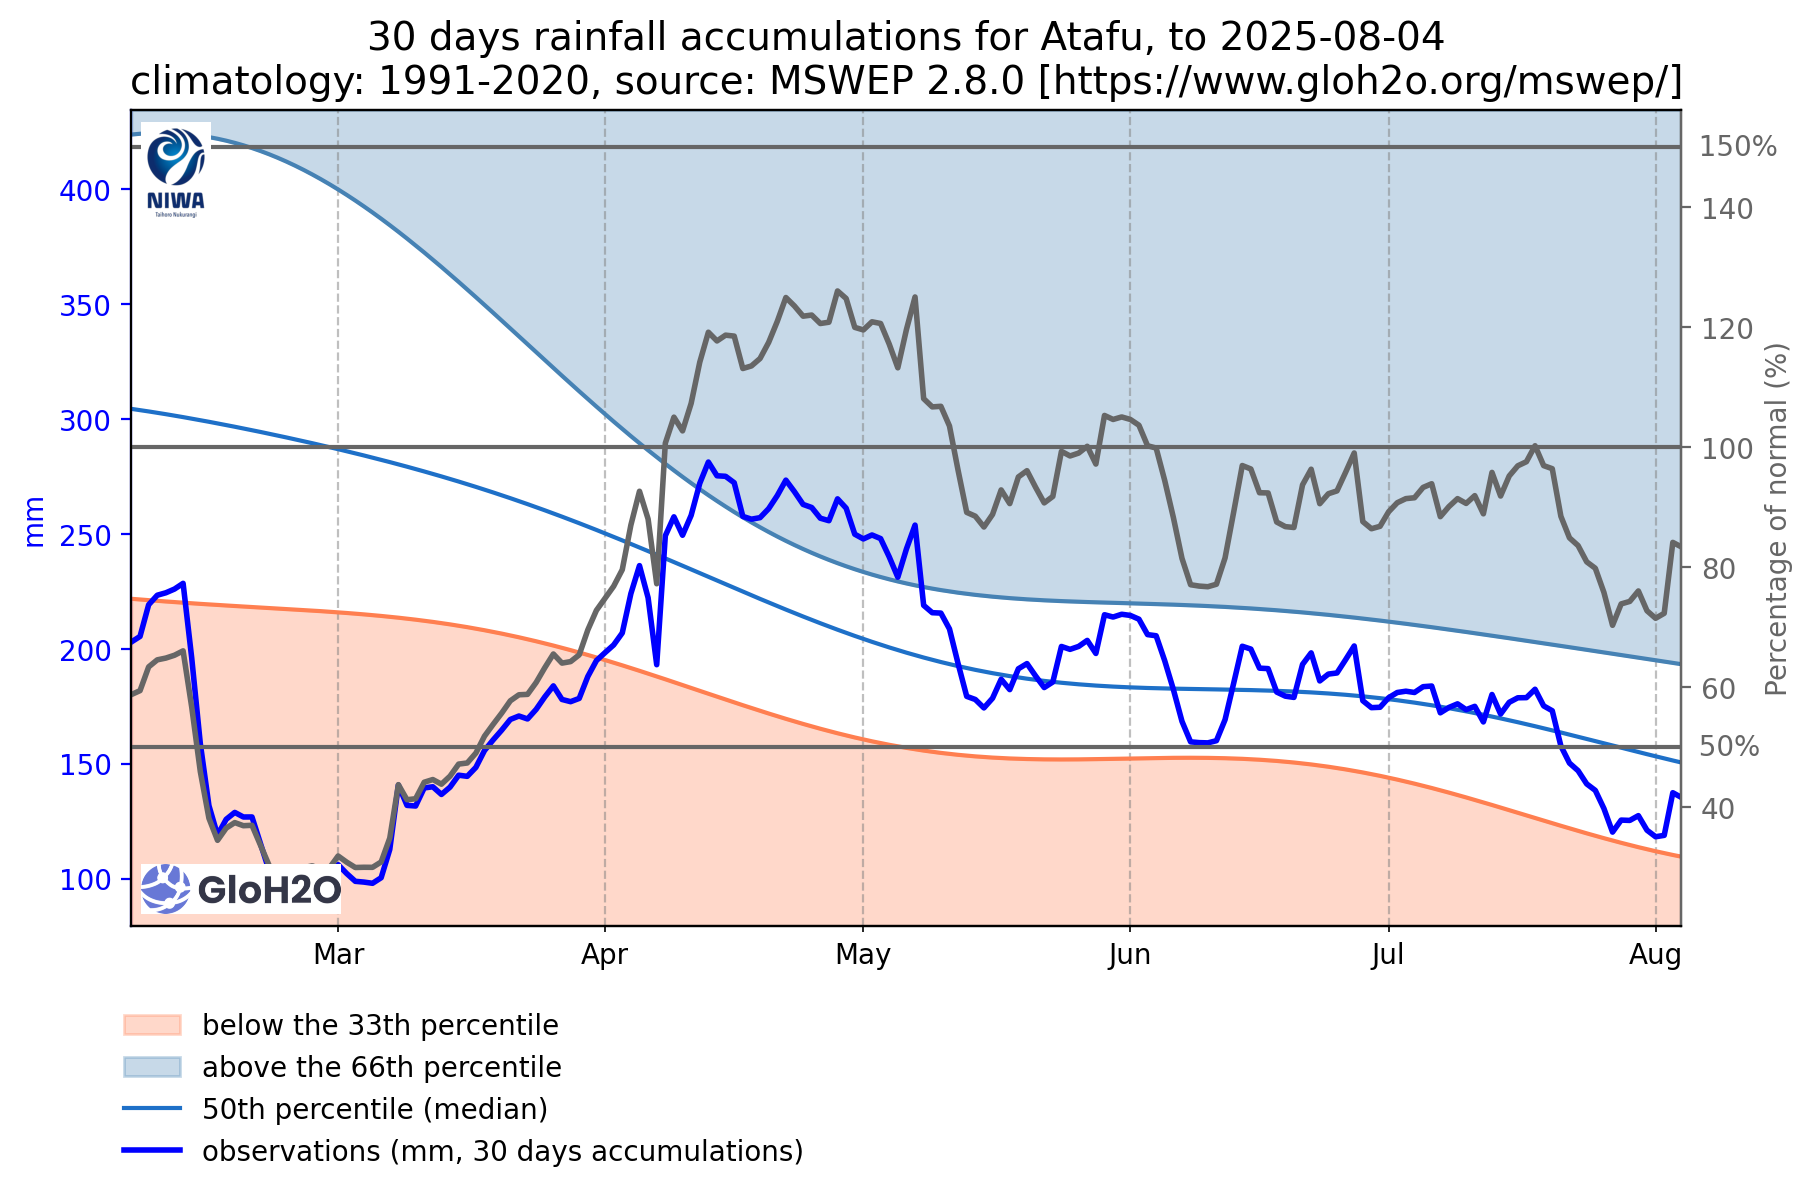 30 days rainfall accumulations for Atafu, to 2025-08-04
climatology: 1991-2020, source: MSWEP 2.8.0 [https://www.gloh2o.org/mswep/]
NIWA
Taihoro Nukurangi
400
350
300
250
200
150
100
mm
150%
140
120
100
80
60
50%
40
Percentage of normal (%)
GloH2O
Mar Apr May Jun Jul Aug
below the 33th percentile
above the 66th percentile
50th percentile (median)
observations (mm, 30 days accumulations)